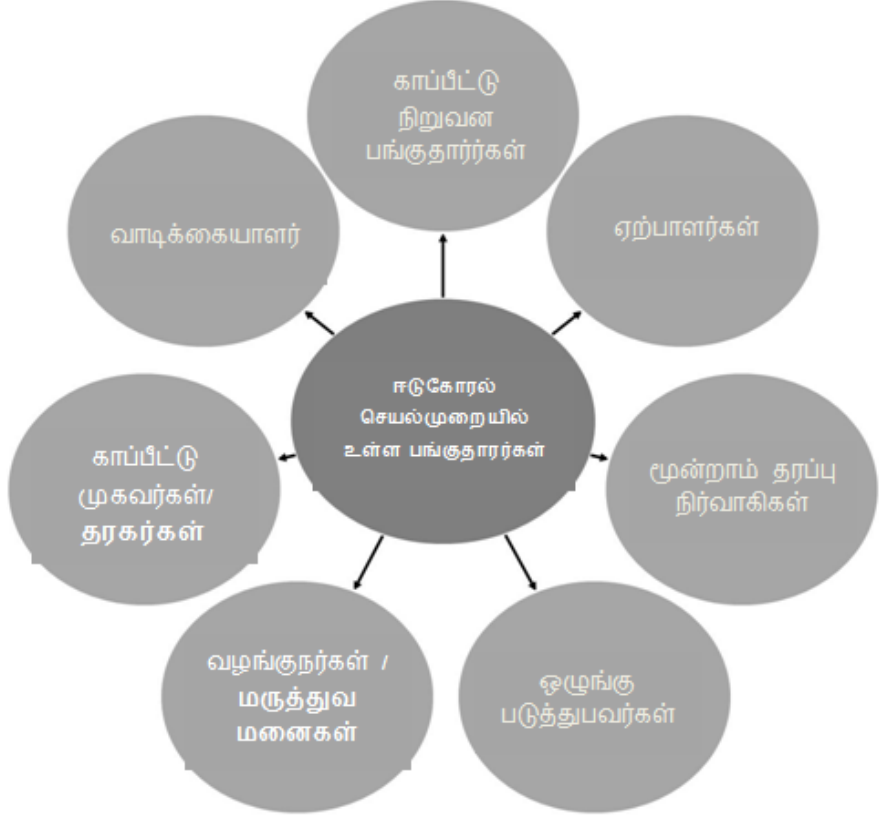 காப்பீட்டு
நிறுவன
பங்குதார்ர்கள்
வாடிக்கையாளர்
ஏற்பாளர்கள்
ஈடுகோரல்
செயல்முறையில்
உள்ள பங்குதாரர்கள்
காப்பீட்டு
முகவர்கள்/
தரகர்கள்
மூன்றாம் தரப்பு
நிர்வாகிகள்
வழங்குநர்கள் /
மருத்துவ
மனைகள்
ஒழுங்கு
படுத்துபவர்கள்